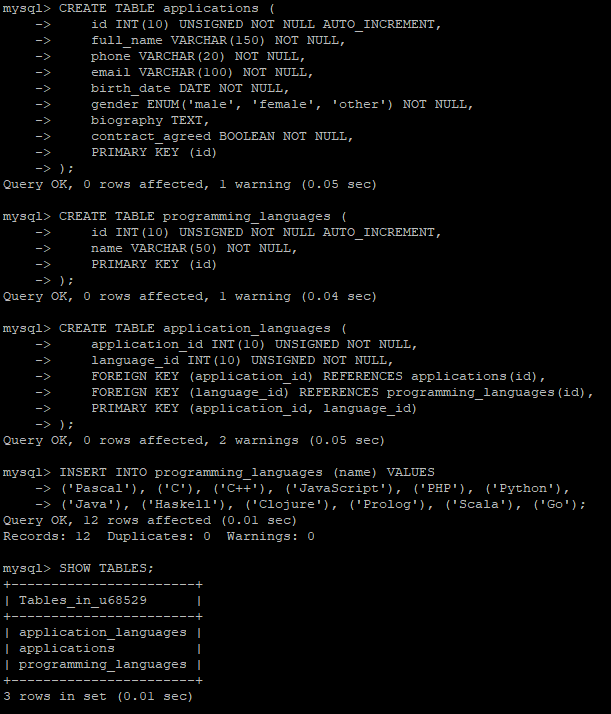 mysql> CREATE TABLE applications (
    ->     id INT(10) UNSIGNED NOT NULL AUTO_INCREMENT,
    ->     full_name VARCHAR(150) NOT NULL,
    ->     phone VARCHAR(20) NOT NULL,
    ->     email VARCHAR(100) NOT NULL,
    ->     birth_date DATE NOT NULL,
    ->     gender ENUM('male', 'female', 'other') NOT NULL,
    ->     biography TEXT,
    ->     contract_agreed BOOLEAN NOT NULL,
    ->     PRIMARY KEY (id)
    -> );
Query OK, 0 rows affected, 1 warning (0.05 sec)

mysql> CREATE TABLE programming_languages (
    ->     id INT(10) UNSIGNED NOT NULL AUTO_INCREMENT,
    ->     name VARCHAR(50) NOT NULL,
    ->     PRIMARY KEY (id)
    -> );
Query OK, 0 rows affected, 1 warning (0.04 sec)

mysql> CREATE TABLE application_languages (
    ->     application_id INT(10) UNSIGNED NOT NULL,
    ->     language_id INT(10) UNSIGNED NOT NULL,
    ->     FOREIGN KEY (application_id) REFERENCES applications(id),
    ->     FOREIGN KEY (language_id) REFERENCES programming_languages(id),
    ->     PRIMARY KEY (application_id, language_id)
    -> );
Query OK, 0 rows affected, 2 warnings (0.05 sec)

mysql> INSERT INTO programming_languages (name) VALUES
    -> ('Pascal'), ('C'), ('C++'), ('JavaScript'), ('PHP'), ('Python'),
    -> ('Java'), ('Haskell'), ('Clojure'), ('Prolog'), ('Scala'), ('Go');
Query OK, 12 rows affected (0.01 sec)
Records: 12  Duplicates: 0  Warnings: 0

mysql> SHOW TABLES;
+-----------------------+
| Tables_in_u68529      |
+-----------------------+
| application_languages |
| applications          |
| programming_languages |
+-----------------------+
3 rows in set (0.01 sec)